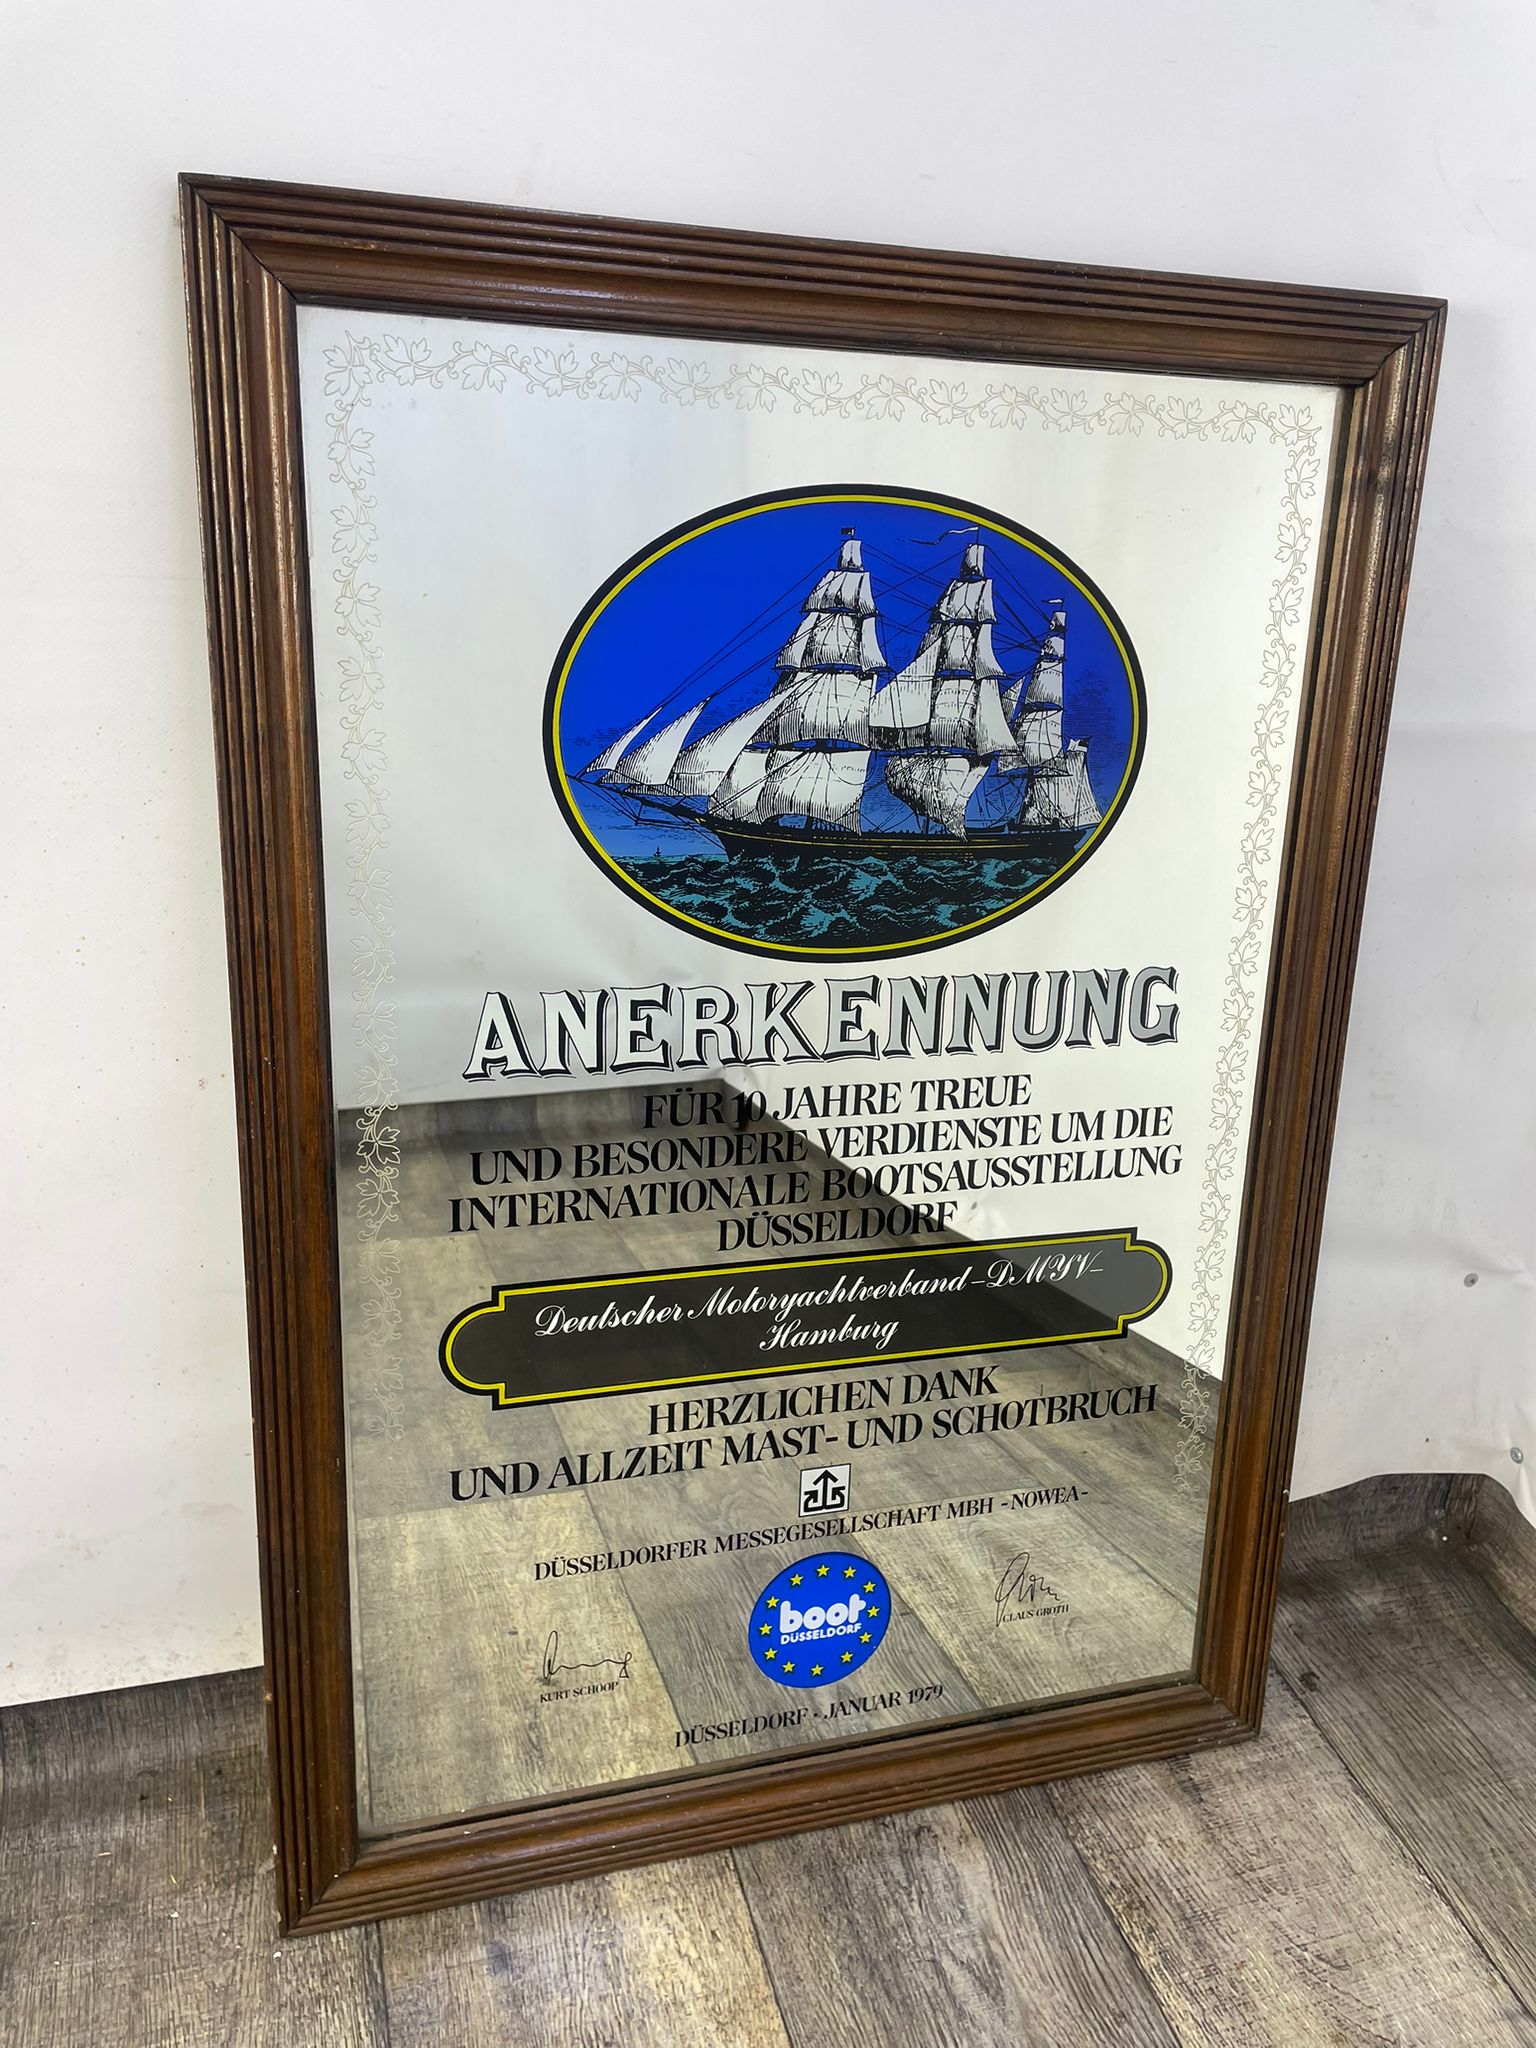 ANERKENNUNG
FÜR 10 JAHRE TREUE
UND BESONDERE VERDIENSTE UM DIE
INTERNATIONALE BOOTSAUSSTELLUNG
DÜSSELDORF
Deutscher Motoryachtverband -DMYV-
Hamburg
HERZLICHEN DANK
UND ALLZEIT MAST- UND SCHOTBRUCH
DÜSSELDORFER MESSEGESELLSCHAFT MBH -NOWEA-
boot
DÜSSELDORF
CLAUS GROTH
KURT SCHOOP
DÜSSELDORF · JANUAR 1979